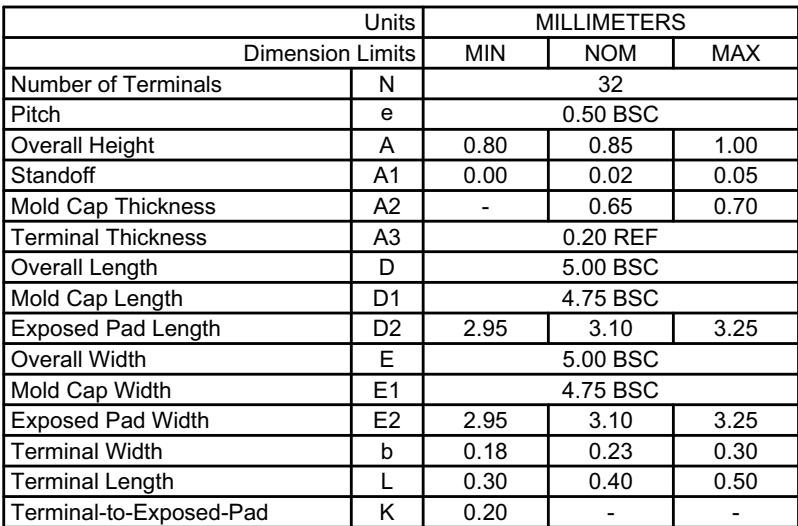 Units MILLIMETERS
Dimension Limits MIN NOM MAX
Number of Terminals N 32
Pitch e 0.50 BSC
Overall Height A 0.80 0.85 1.00
Standoff A1 0.00 0.02 0.05
Mold Cap Thickness A2 - 0.65 0.70
Terminal Thickness A3 0.20 REF
Overall Length D 5.00 BSC
Mold Cap Length D1 4.75 BSC
Exposed Pad Length D2 2.95 3.10 3.25
Overall Width E 5.00 BSC
Mold Cap Width E1 4.75 BSC
Exposed Pad Width E2 2.95 3.10 3.25
Terminal Width b 0.18 0.23 0.30
Terminal Length L 0.30 0.40 0.50
Terminal-to-Exposed-Pad K 0.20 - -